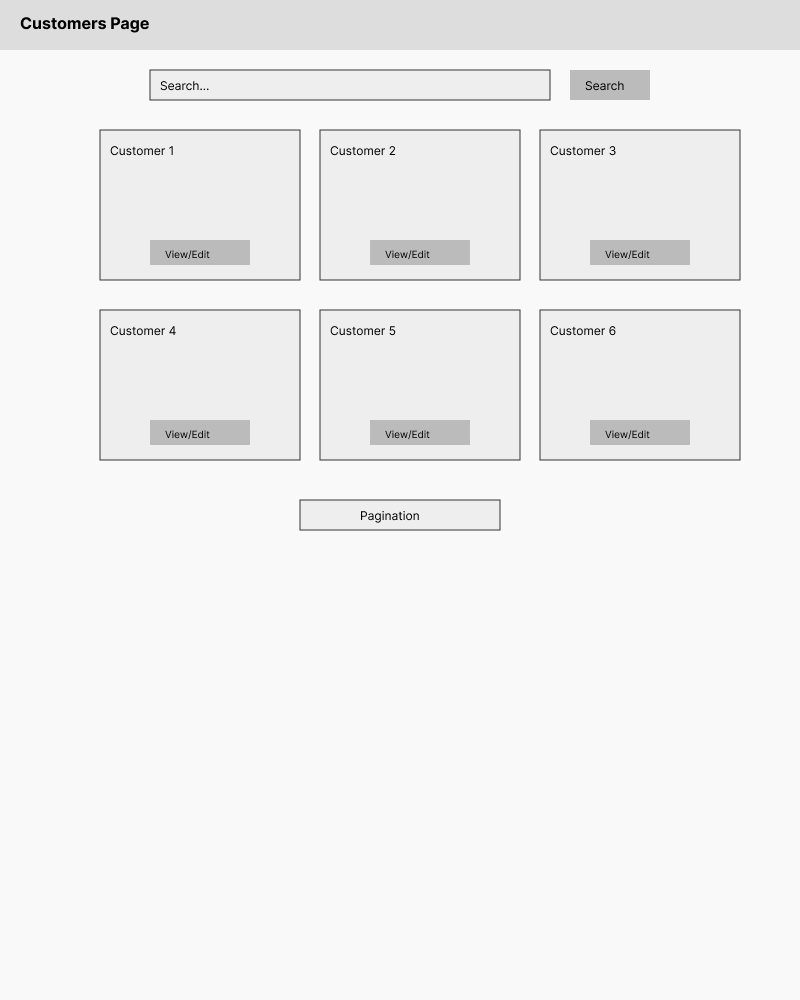 Customers Page
Search...
Search
Customer 1
Customer 2
Customer 3
View/Edit
View/Edit
View/Edit
Customer 4
Customer 5
Customer 6
View/Edit
View/Edit
View/Edit
Pagination